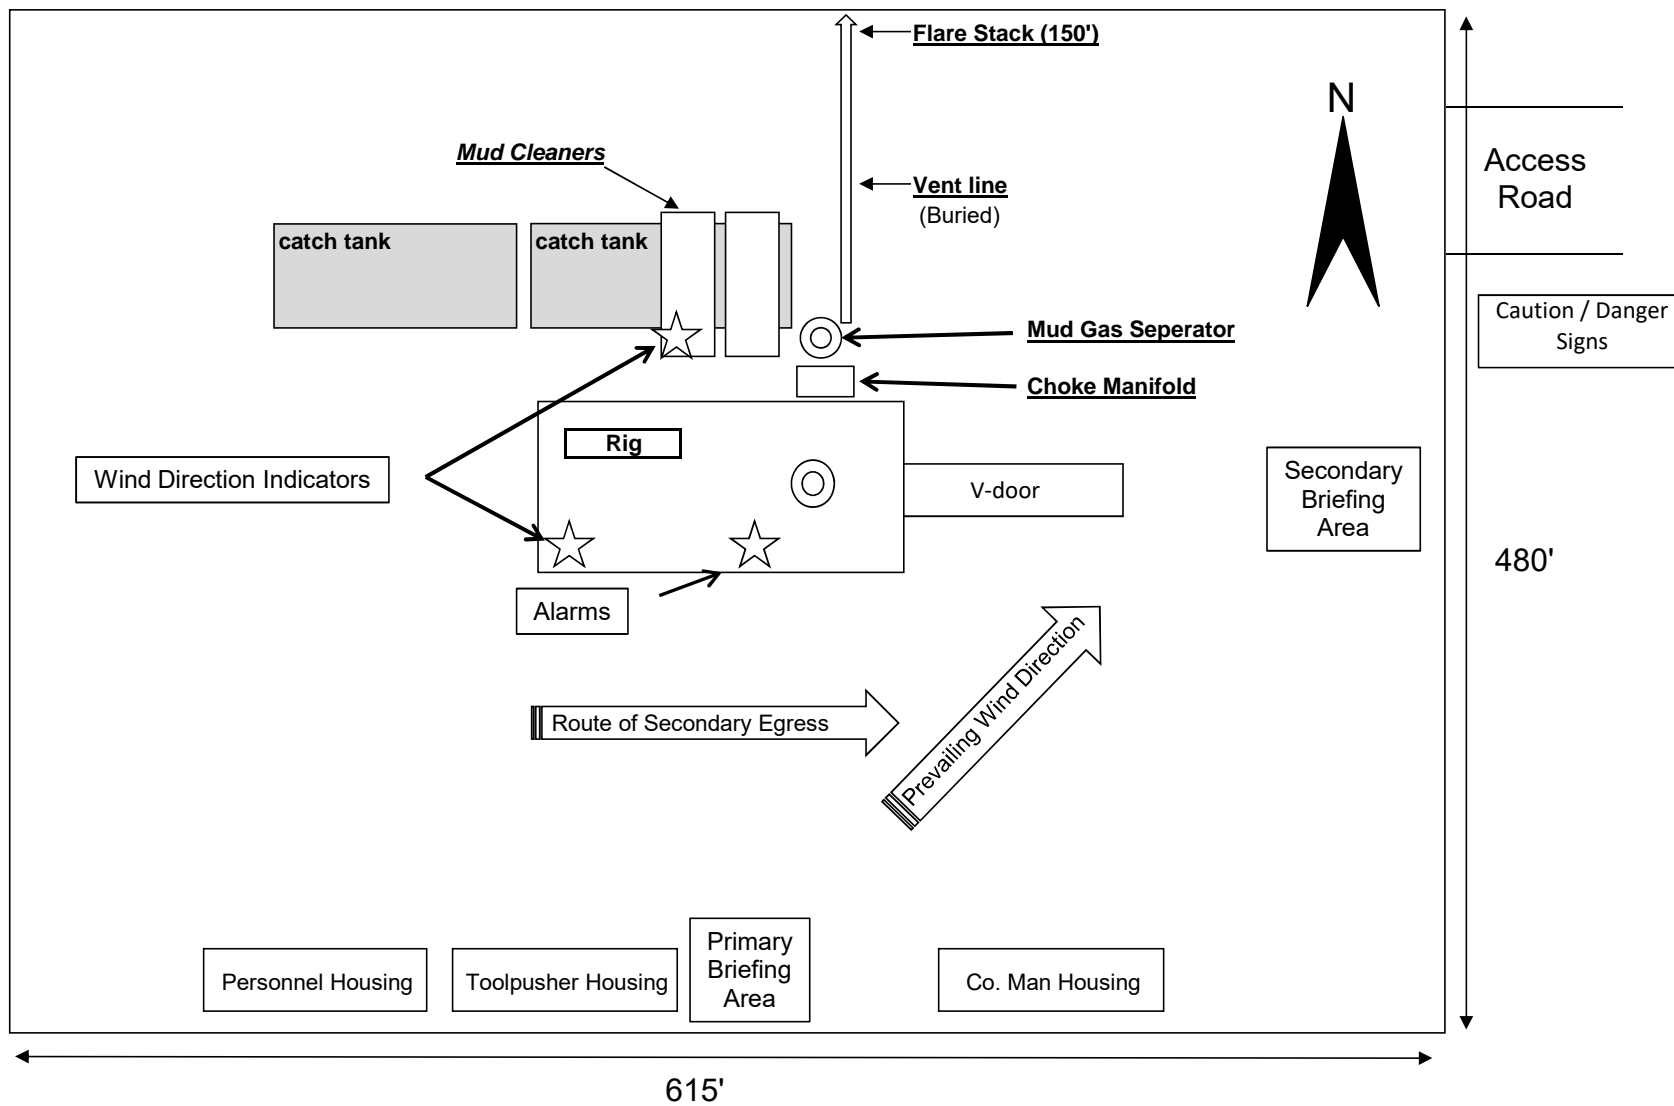 Flare Stack (150')
N
Mud Cleaners
Access
Road
Vent line
(Buried)
catch tank
catch tank
Caution / Danger
Signs
Mud Gas Seperator
Choke Manifold
Rig
Wind Direction Indicators
V-door
Secondary
Briefing
Area
480'
Alarms
Prevailing Wind Direction
Route of Secondary Egress
Personnel Housing
Toolpusher Housing
Primary
Briefing
Area
Co. Man Housing
615'